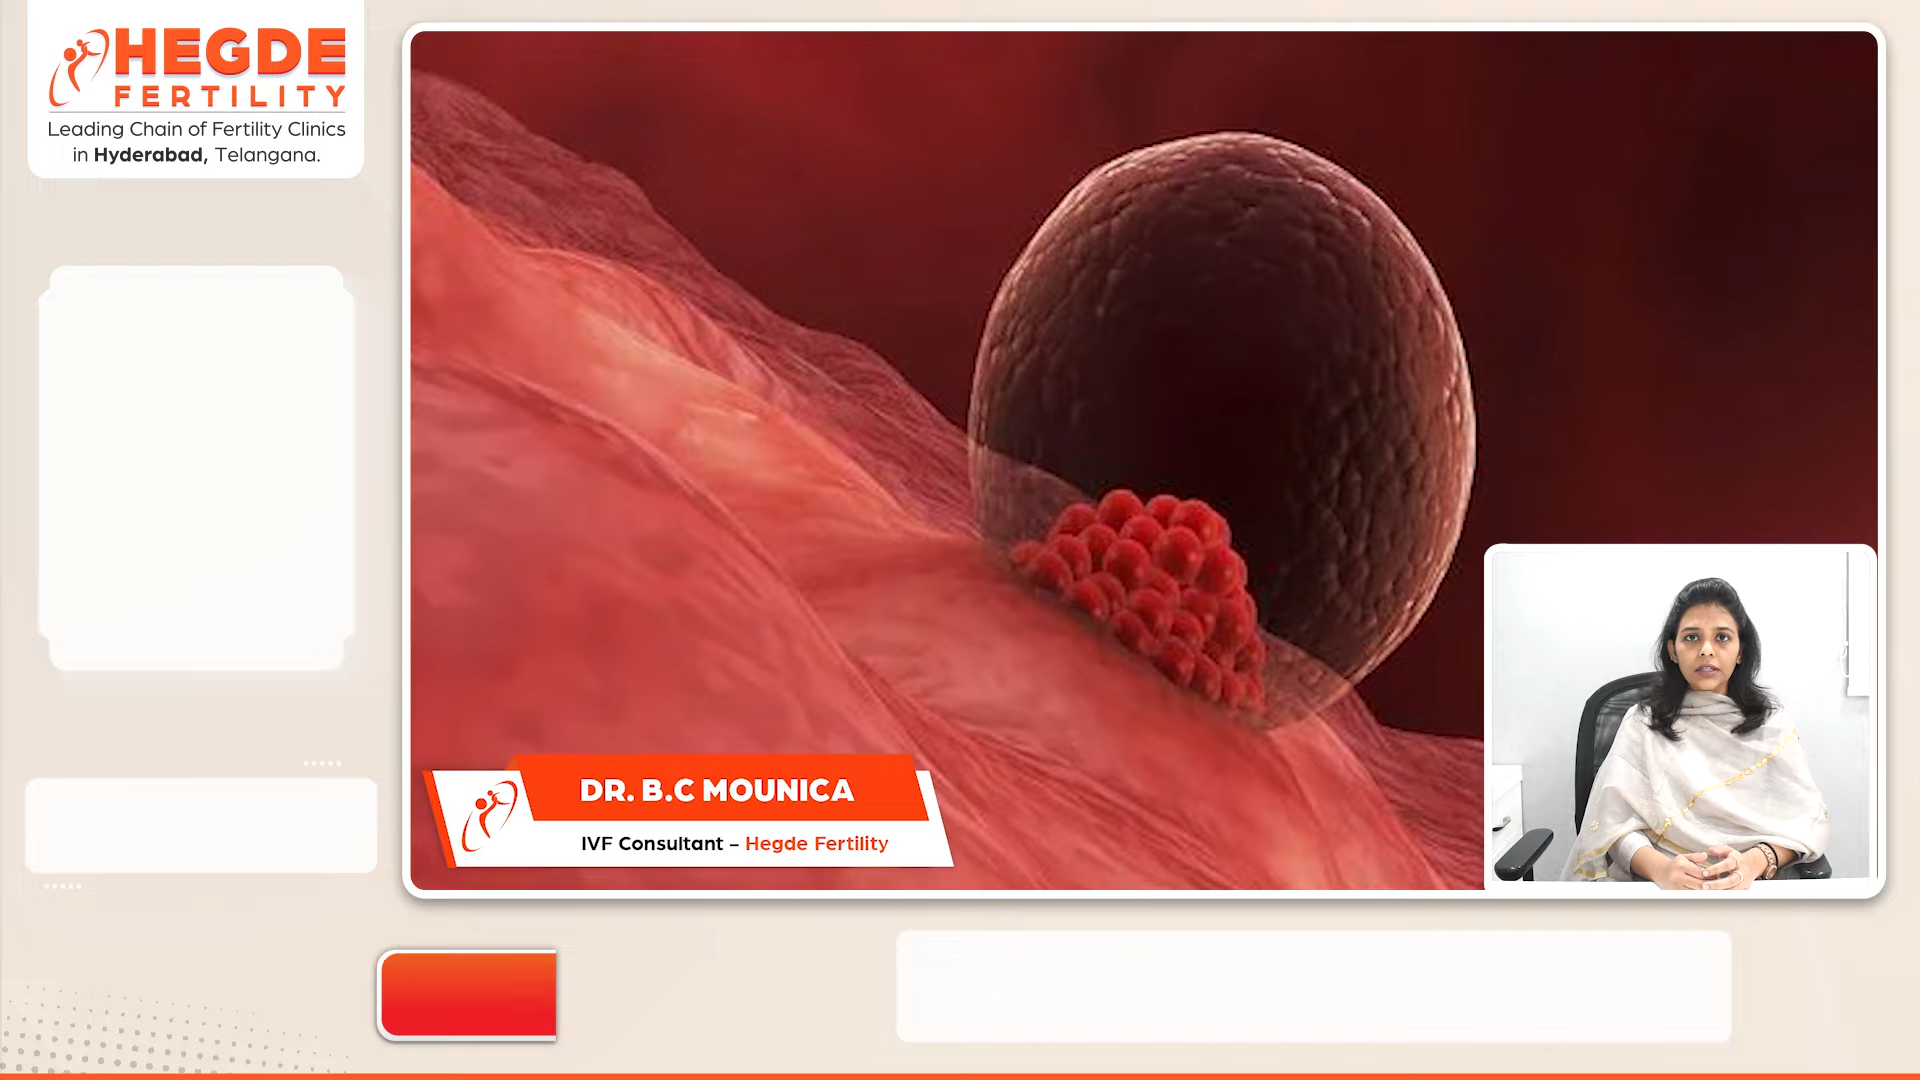 HEGDE
FERTILITY
Leading Chain of Fertility Clinics
in Hyderabad, Telangana.
DR. B.C MOUNICA
IVF Consultant - Hegde Fertility